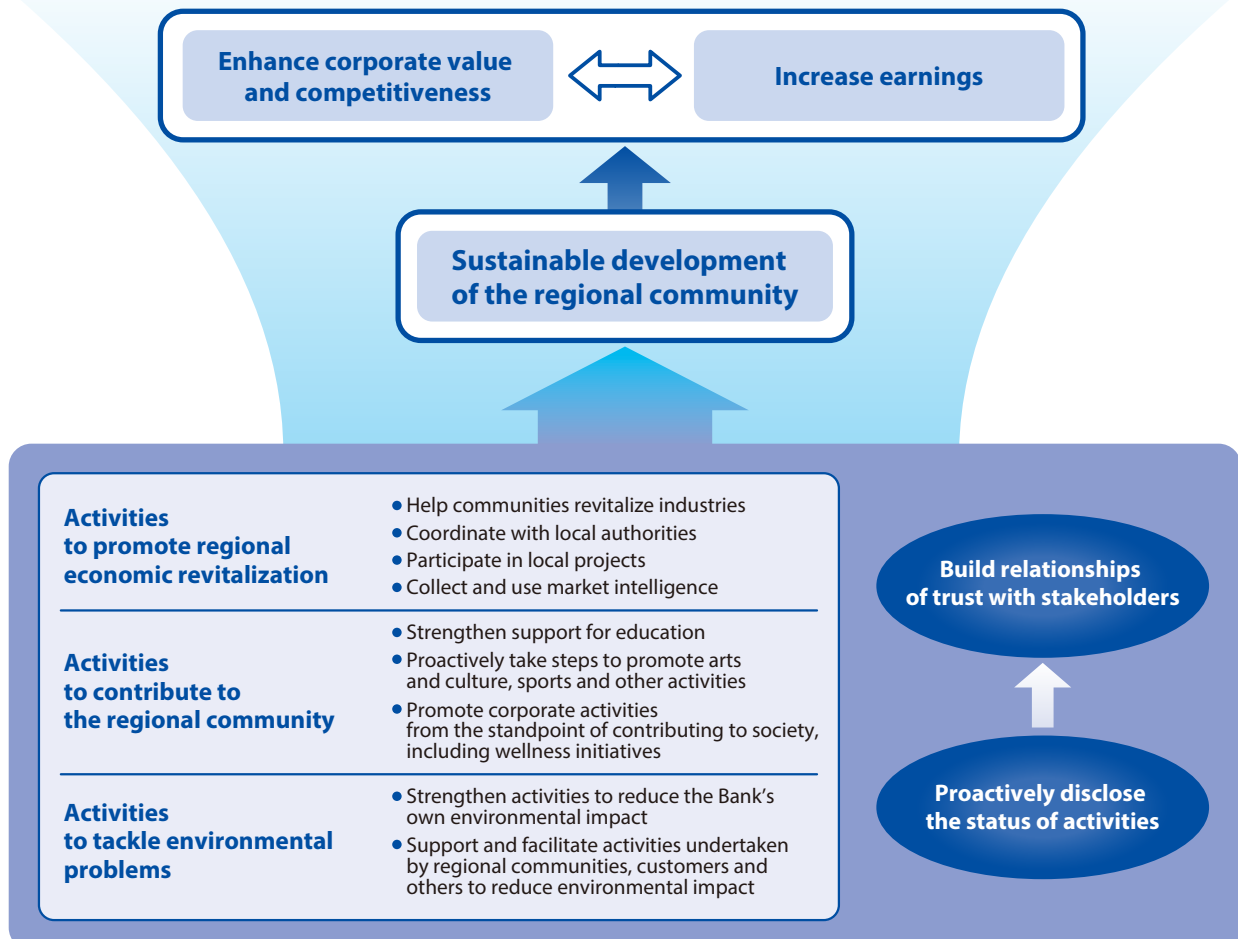 Enhance corporate value
and competitiveness
Increase earnings
Sustainable development
of the regional community
Activities
to promote regional
economic revitalization
● Help communities revitalize industries
● Coordinate with local authorities
● Participate in local projects
● Collect and use market intelligence
Activities
to contribute to
the regional community
● Strengthen support for education
● Proactively take steps to promote arts
and culture, sports and other activities
● Promote corporate activities
from the standpoint of contributing to society,
including wellness initiatives
Activities
to tackle environmental
problems
● Strengthen activities to reduce the Bank's
own environmental impact
● Support and facilitate activities undertaken
by regional communities, customers and
others to reduce environmental impact
Build relationships
of trust with stakeholders
Proactively disclose
the status of activities